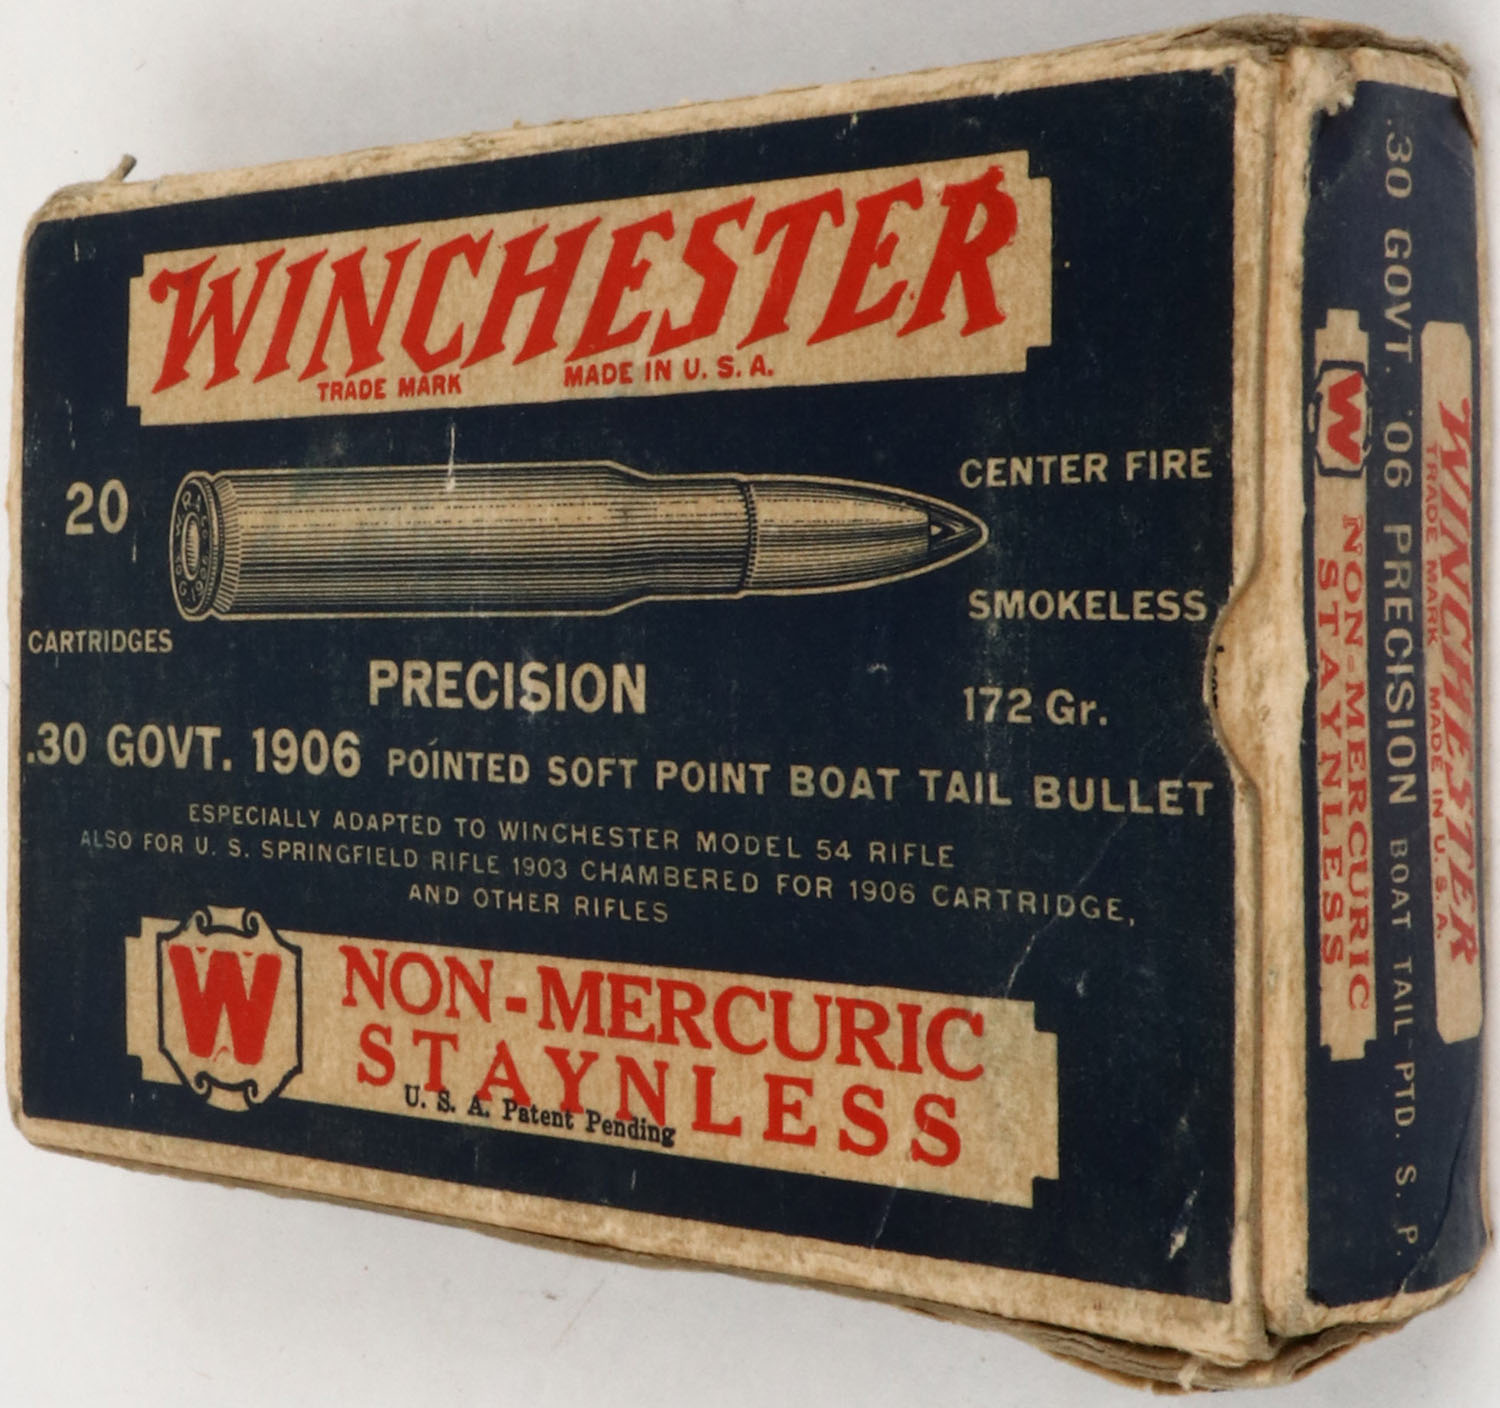 WINCHESTER
TRADE MARK MADE IN U. S. A.
20
CARTRIDGES
CENTER FIRE
SMOKELESS
172 Gr.
PRECISION
.30 GOVT. 1906 POINTED SOFT POINT BOAT TAIL BULLET
ESPECIALLY ADAPTED TO WINCHESTER MODEL 54 RIFLE
ALSO FOR U. S. SPRINGFIELD RIFLE 1903 CHAMBERED FOR 1906 CARTRIDGE,
AND OTHER RIFLES
W
NON-MERCURIC
STAYNLESS
U. S. A. Patent Pending
WINCHESTER
TRADE MARK MADE IN U. S. A.
.30 GOVT. '06 PRECISION BOAT TAIL PTD. S. P.
W
NON-MERCURIC
STAYNLESS